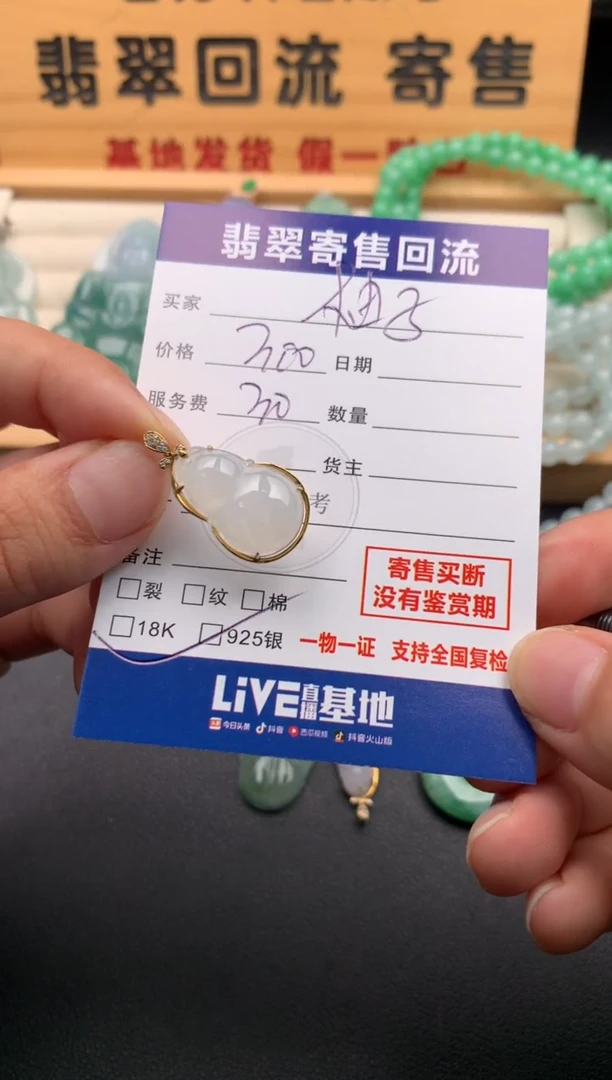 翡翠回流 寄售
基地发货 假一
翡翠寄售回流
买家
价格 300 日期
服务费 30 数量
货主
考
备注
寄售买断
没有鉴赏期
□裂 □纹 □棉
□18K □925银
一物一证 支持全国复检
LiVE直播基地
今日头条 抖音 西瓜视频 抖音火山版